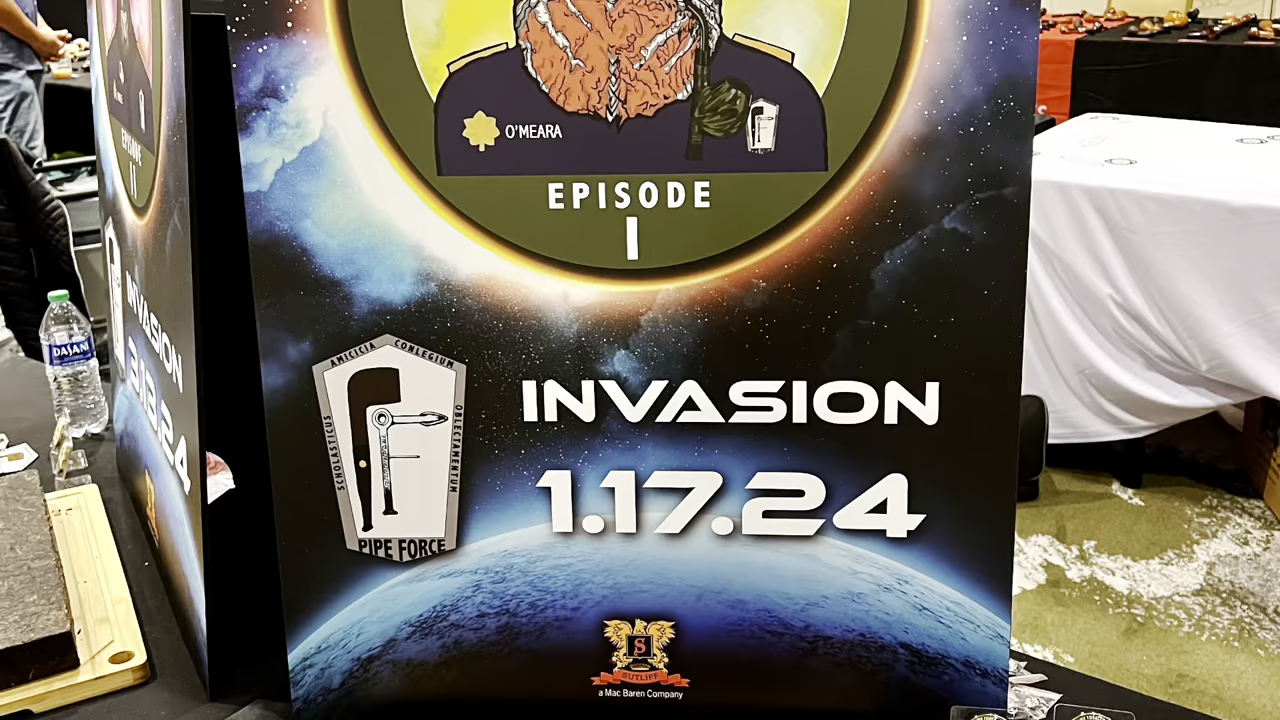 O'MEARA
EPISODE
I
INVASION
1.17.24
AMICICIA CONLEGIUM
SCHOLASTICUS
OBLECTAMENTUM
PIPE FORCE
S
SUTLIFF
a Mac Baren Company
EPISODE
II
INVASION
3.13.24
DASANI